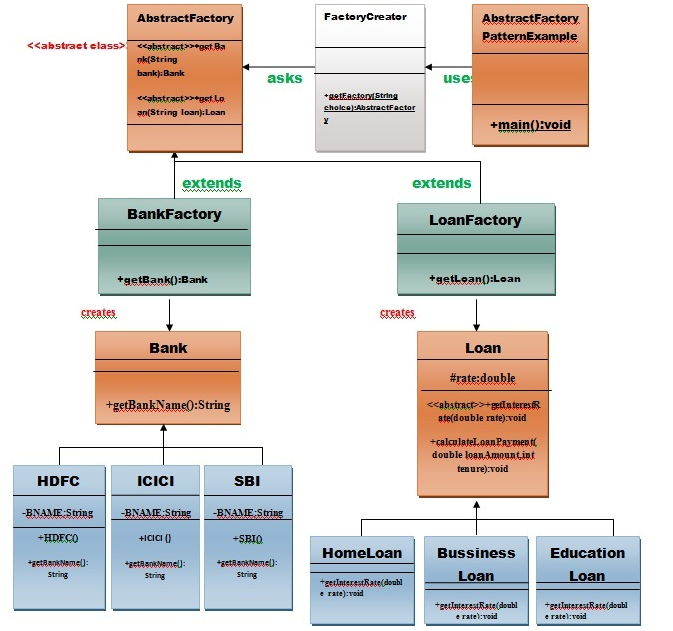 AbstractFactory
<<abstract>>+getBa
nk(String
bank):Bank
<<abstract>>+getLo
an(String loan):Loan
<<abstract class>>
FactoryCreator
+getFactory(String
choice):AbstractFactor
y
AbstractFactory
PatternExample
+main():void
asks
uses
extends
extends
BankFactory
+getBank():Bank
LoanFactory
+getLoan():Loan
creates
creates
Bank
+getBankName():String
Loan
#rate:double
<<abstract>>+getInterestR
ate(double rate):void
+calculateLoanPayment(
double loanAmount,int
tenure):void
HDFC
-BNAME:String
+HDFC()
+getBankName():
String
ICICI
-BNAME:String
+ICICI ()
+getBankName():
String
SBI
-BNAME:String
+SBI()
+getBankName():
String
HomeLoan
+getInterestRate(doubl
e rate):void
Bussiness
Loan
+getInterestRate(doubl
e rate):void
Education
Loan
+getInterestRate(doubl
e rate):void